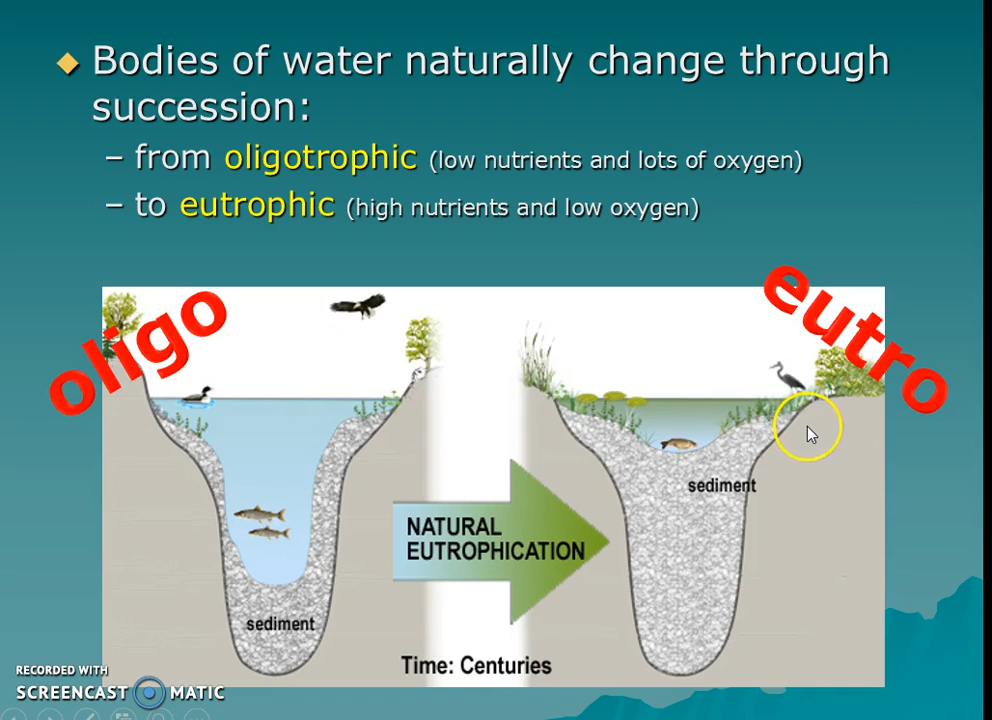 Bodies of water naturally change through
succession:
– from oligotrophic (low nutrients and lots of oxygen)
– to eutrophic (high nutrients and low oxygen)
oligo
eutro
sediment
NATURAL
EUTROPHICATION
sediment
Time: Centuries
RECORDED WITH
SCREENCAST MATIC